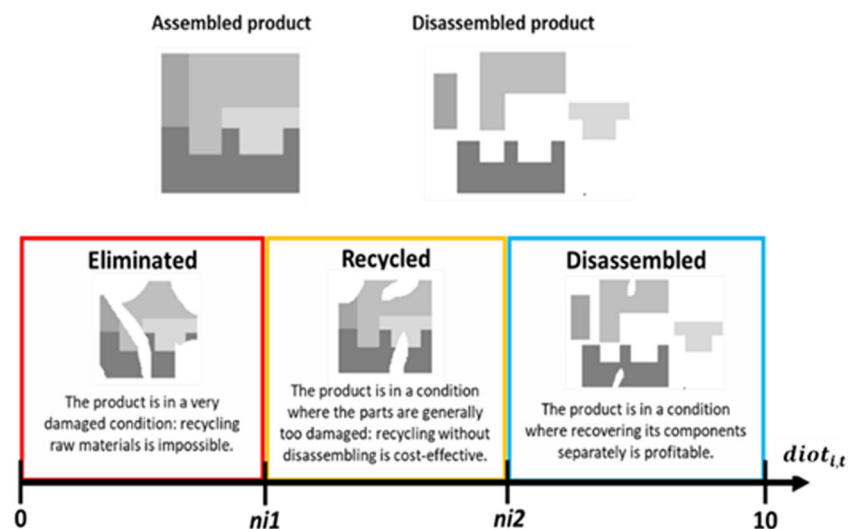 Assembled product
Disassembled product
Eliminated
The product is in a very
damaged condition: recycling
raw materials is impossible.
Recycled
The product is in a condition
where the parts are generally
too damaged: recycling without
disassembling is cost-effective.
Disassembled
The product is in a condition
where recovering its components
separately is profitable.
diot_{i,t}
0
ni1
ni2
10